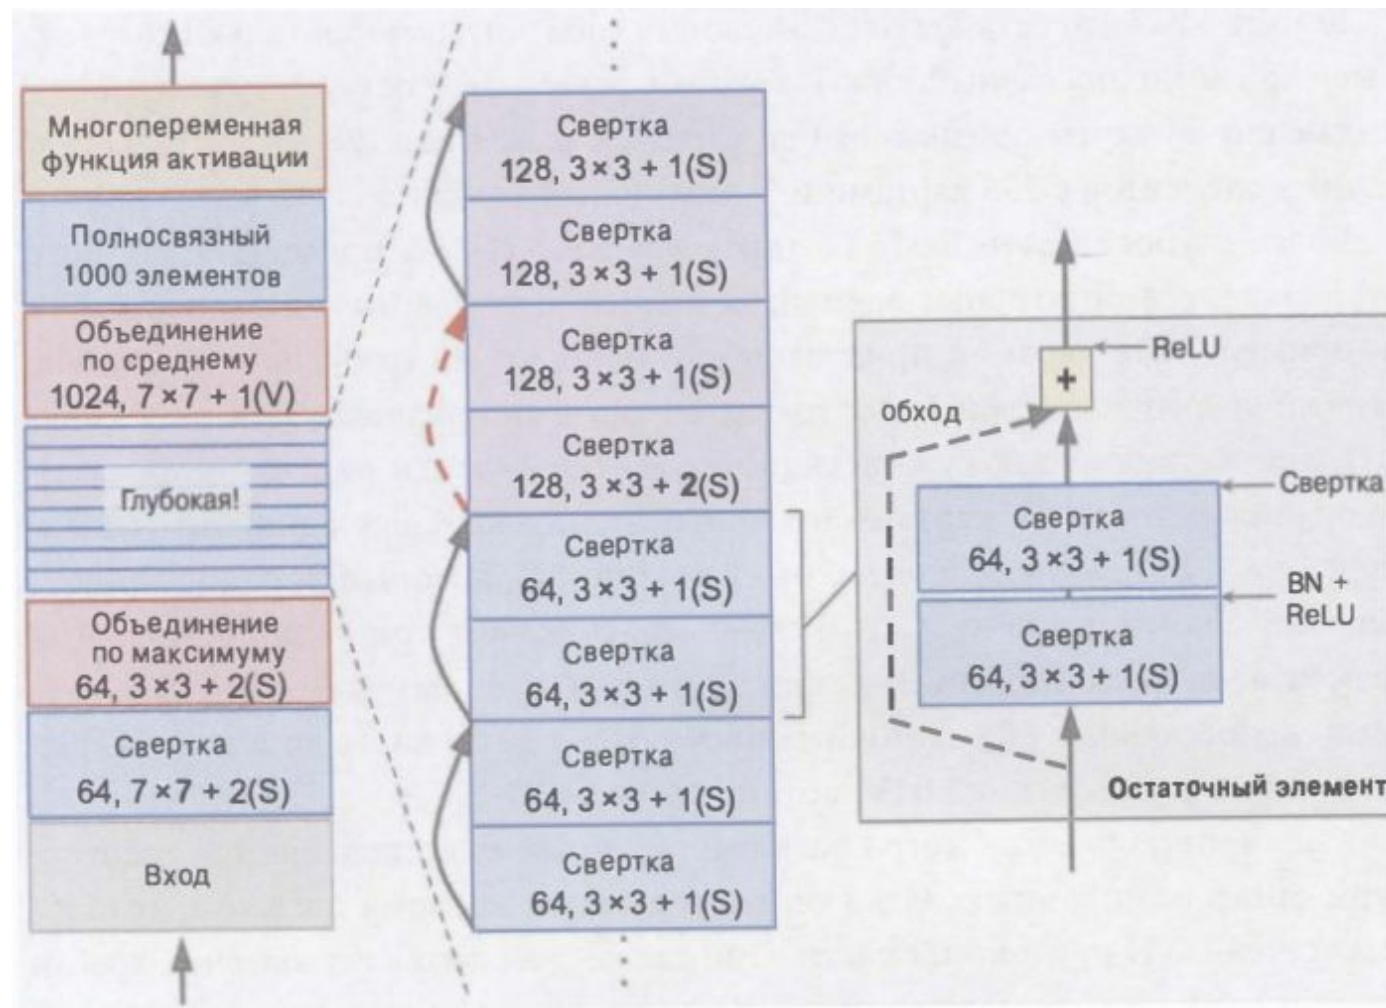 Многопеременная
функция активации
Полносвязный
1000 элементов
Объединение
по среднему
1024, 7×7 + 1(V)
Глубокая!
Объединение
по максимуму
64, 3×3 + 2(S)
Свертка
64, 7×7 + 2(S)
Вход
Свертка
128, 3×3 + 1(S)
Свертка
128, 3×3 + 1(S)
Свертка
128, 3×3 + 1(S)
Свертка
128, 3×3 + 2(S)
Свертка
64, 3×3 + 1(S)
Свертка
64, 3×3 + 1(S)
Свертка
64, 3×3 + 1(S)
Свертка
64, 3×3 + 1(S)
ReLU
+
обход
Свертка
Свертка
64, 3×3 + 1(S)
BN +
ReLU
Свертка
64, 3×3 + 1(S)
Остаточный элемент